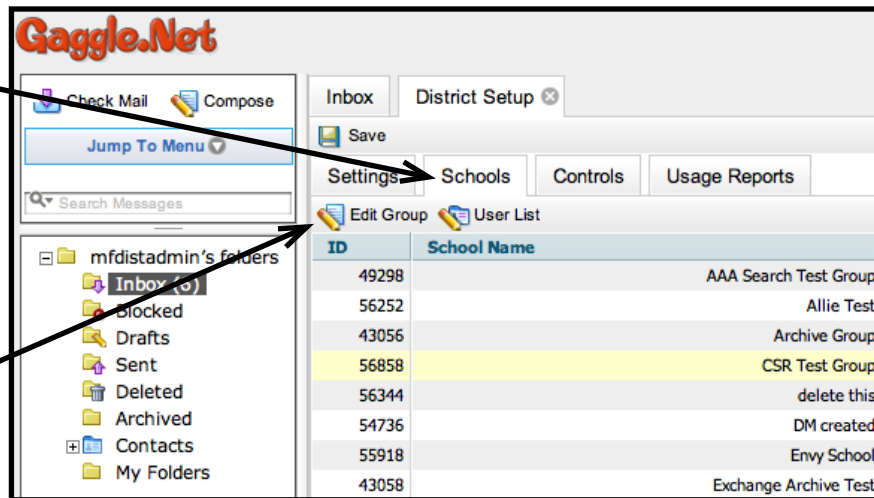 Gaggle.Net
Check Mail Compose
Jump To Menu
Search Messages
mfdistadmin's folders
Inbox (6)
Blocked
Drafts
Sent
Deleted
Archived
Contacts
My Folders
Inbox District Setup
Save
Settings Schools Controls Usage Reports
Edit Group User List
ID School Name
49298 AAA Search Test Group
56252 Allie Test
43056 Archive Group
56858 CSR Test Group
56344 delete this
54736 DM created
55918 Envy School
43058 Exchange Archive Test